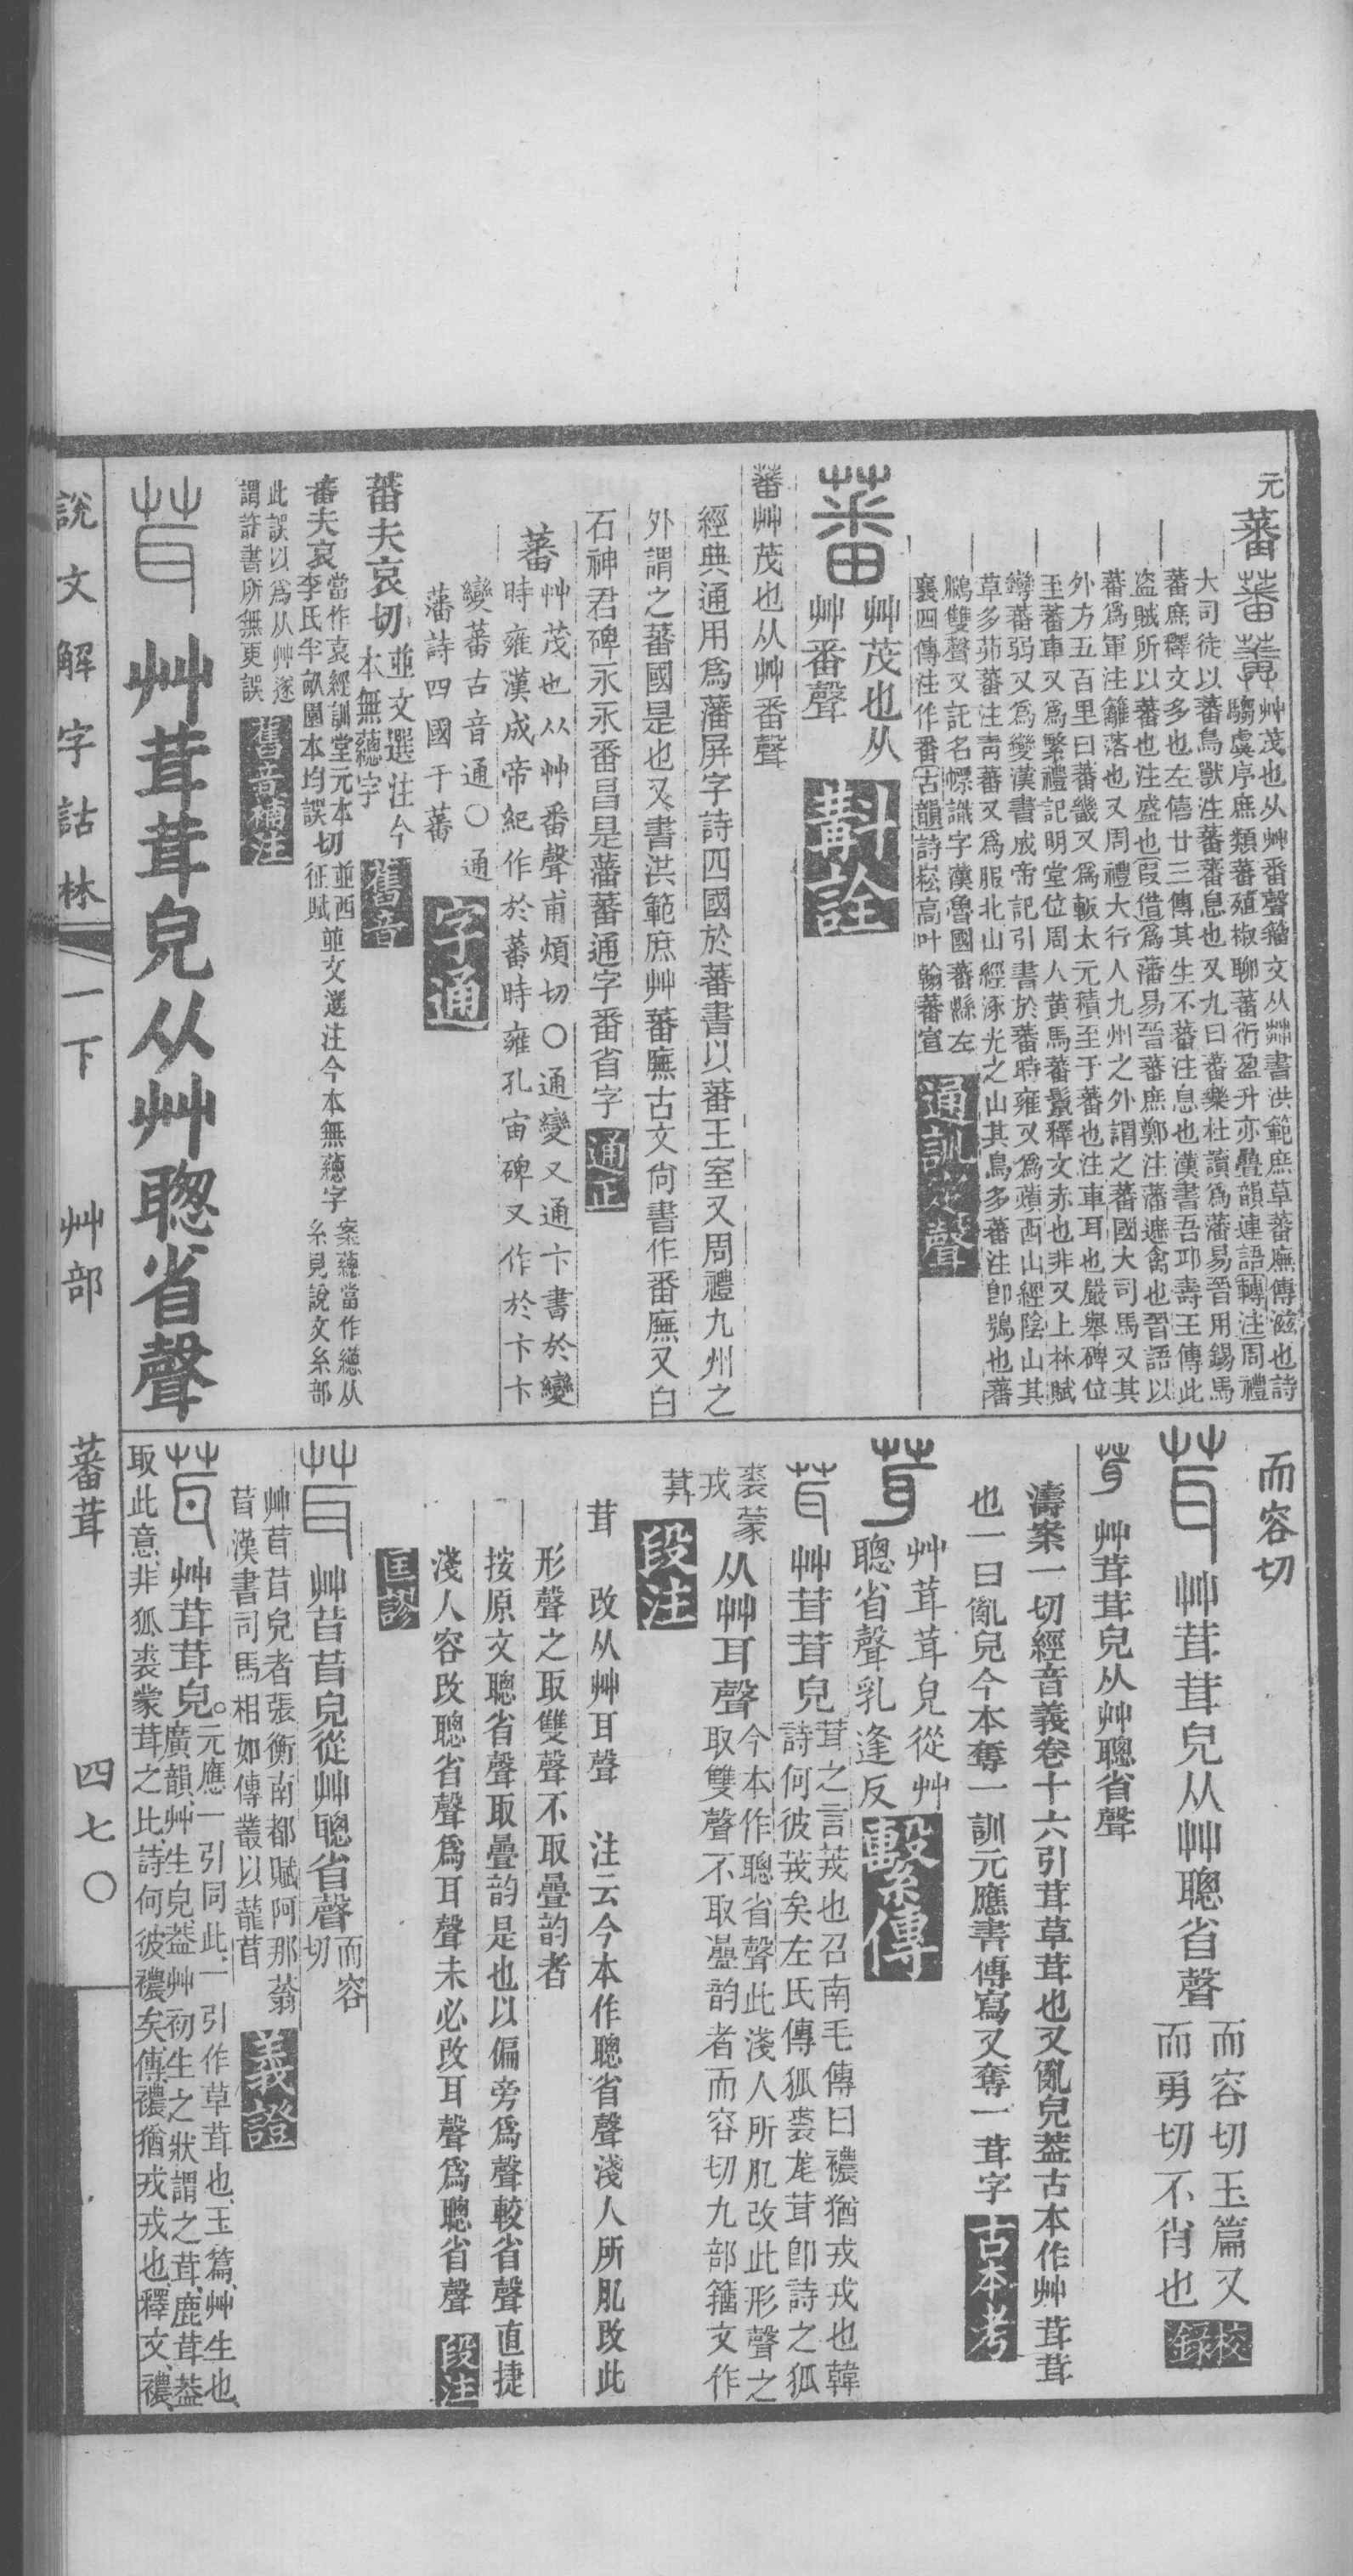 元
蕃
艸茂也从艸番聲籒文从茻書洪範庶草蕃廡傳滋也詩
騶虞序庶類蕃殖椒聊蕃衍盈升亦疊韻連語轉注周禮
大司徒以蕃鳥獸注蕃蕃息也又九曰蕃樂杜讀爲藩易晉用錫馬
蕃庶釋文多也左僖廿三傳其生不蕃注息也漢書吾邱壽王傳此
盗賊所以蕃也注盛也叚借爲藩易晉蕃庶鄭注藩遮禽也晉語以
蕃爲軍注籬落也又周禮大行人九州之外謂之蕃國大司馬又其
外方五百里曰蕃畿又爲軬太元積至于蕃也注車耳也嚴舉碑位
至蕃車又爲繁禮記明堂位周人黄馬蕃鬣釋文赤也非又上林賦
蕃弱又爲變漢書成帝記引書於蕃時雍又爲薠西山經陰山其
草多茆蕃注靑蕃又爲服北山經涿光之山其鳥多蕃注卽鴞也蕃
鵩雙聲又託名幖識字漢魯國蕃縣左
襄四傳注作番古韻詩崧高叶翰蕃宣
通訓定聲
蕃
艸茂也从
艸番聲
斠詮
蕃艸茂也从艸番聲
經典通用爲藩屛字詩四國於蕃書以蕃王室又周禮九州之
外謂之蕃國是也又書洪範庶艸蕃廡古文尙書作番廡又白
石神君碑永永番昌是藩蕃通字番省字
通正
蕃
艸茂也从艸番聲甫煩切〇通變又通卞書於變
時雍漢成帝紀作於蕃時雍孔宙碑又作於卞卞
變蕃古音通〇通
藩詩四國于蕃
字通
蕃夫哀切
並文選注今
本無蘓字
舊音
蕃夫哀
當作袁經訓堂元本
李氏半畝園本均誤
切
並西
征賦
並文選注今本無蘓字
此誤以爲从艸遂
謂許書所無更誤
舊音補注
茸
艸茸茸皃从艸聰省聲
說文解字詁林
一下
艸部
蕃茸
四七〇
而容切
茸
艸茸茸皃从艸聰省聲
而容切玉篇又
而勇切不肖也
校錄
茸
艸茸茸皃从艸聰省聲
濤案一切經音義卷十六引茸草茸也又亂皃葢古本作艸茸茸
也一曰亂皃今本奪一訓元應書傳寫又奪一茸字
古本考
茸
艸茸茸皃從艸
聰省聲乳逢反
繫傳
茸
艸茸茸皃
茸之言茙也召南毛傳曰襛猶戎戎也韓
詩何彼茙矣左氏傳狐裘尨茸卽詩之狐
裘蒙
戎
从艸耳聲
今本作聰省聲此淺人所肊改此形聲之
取雙聲不取疊韵者而容切九部籒文作
段注
茸
改从艸耳聲
注云今本作聰省聲淺人所肊改此
形聲之取雙聲不取疊韵者
按原文聰省聲取疊韵是也以偏旁爲聲較省聲直捷
淺人容改聰省聲爲耳聲未必改耳聲爲聰省聲
段注
匡謬
茸
艸茸茸皃從艸聰省聲
而容
切
艸茸茸皃者張衡南都賦阿那蓊
茸漢書司馬相如傳叢以蘢茸
義證
茸
艸茸茸皃。
元應一引同此、一引作草茸也、玉篇、艸生也、
廣韻、艸生皃、葢艸初生之狀謂之茸、鹿茸葢
取此意、非狐裘蒙茸之比、詩何彼襛矣、傳、襛猶戎戎也、釋文、襛、